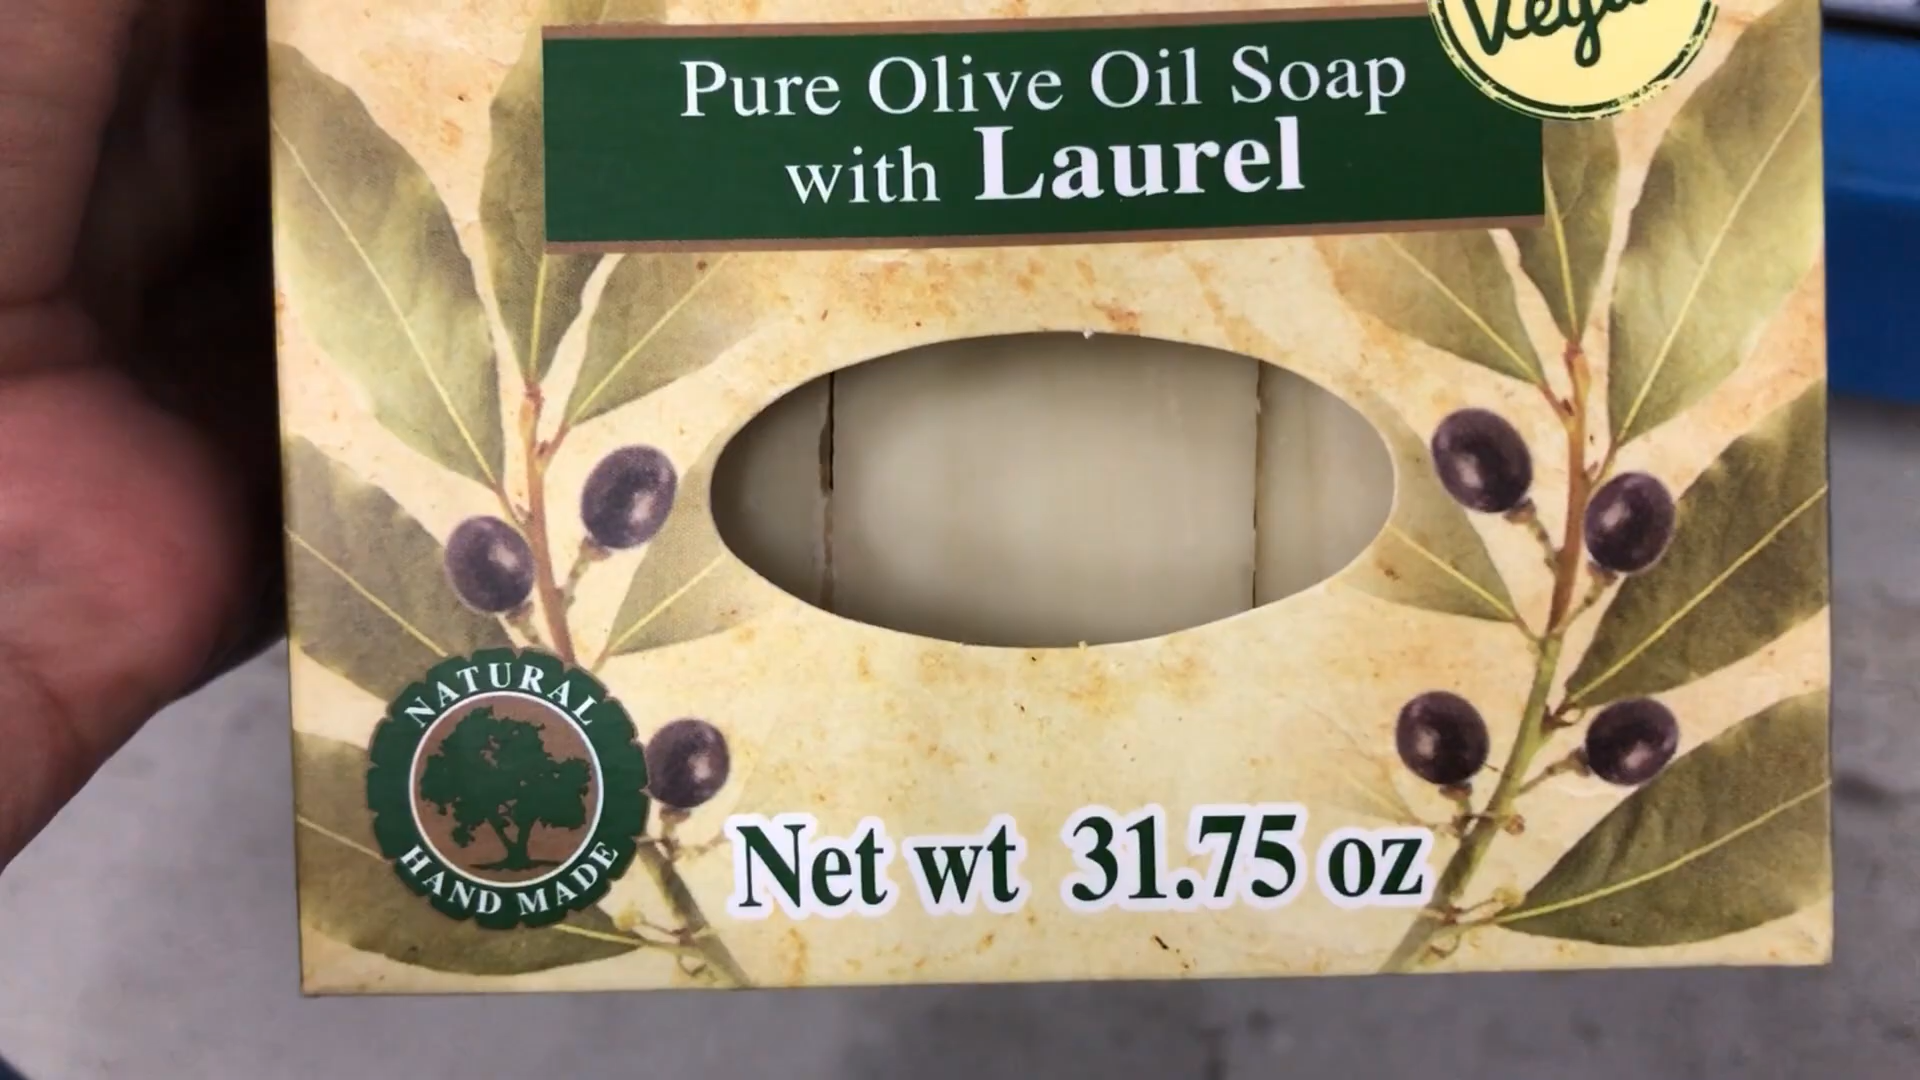 Pure Olive Oil Soap
with Laurel
NATURAL
HAND MADE
Net wt 31.75 oz